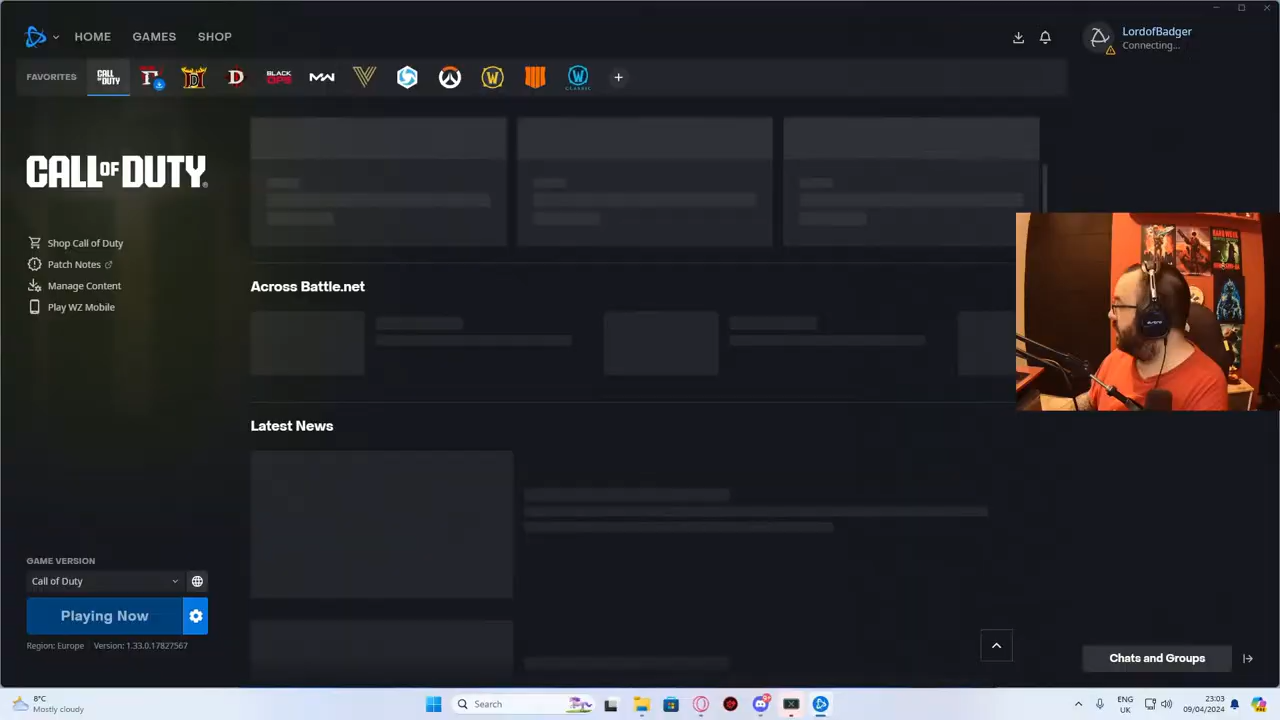 HOME GAMES SHOP
LordofBadger
Connecting...
FAVORITES CALL OF DUTY BLACK OPS MW CLASSIC
CALL OF DUTY
Shop Call of Duty
Patch Notes
Manage Content
Play WZ Mobile
Across Battle.net
Latest News
GAME VERSION
Call of Duty
Playing Now
Region: Europe Version: 1.33.0.17827567
Chats and Groups
8°C
Mostly cloudy
Search
ENG
UK
23:03
09/04/2024